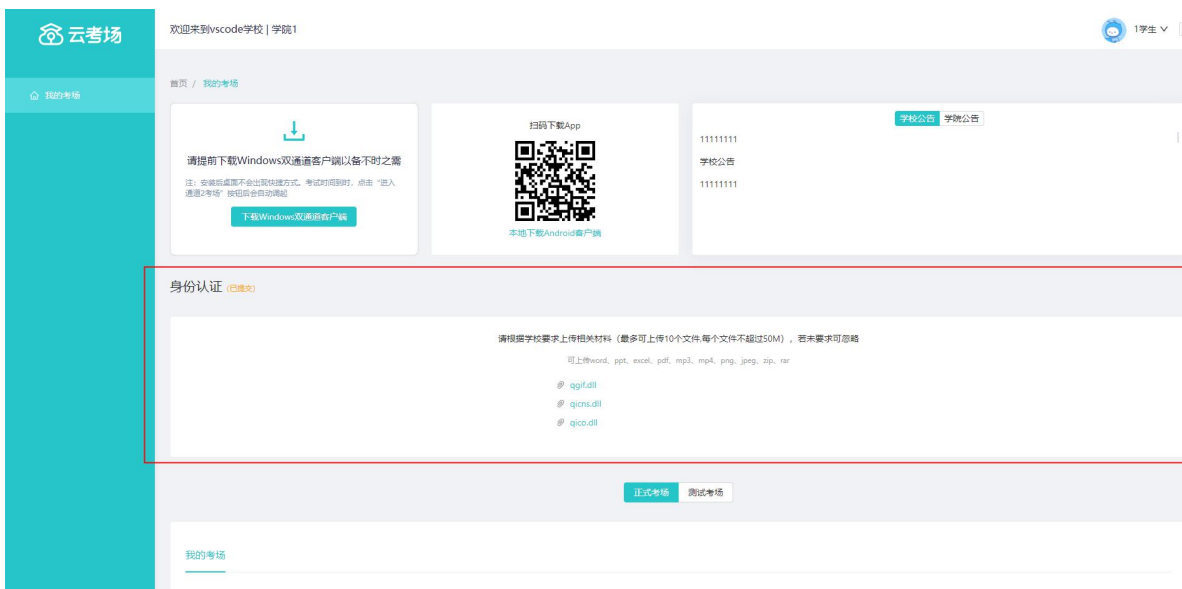 云考场
欢迎来到vscode学校 | 学院1
1学生
我的考场
首页 / 我的考场
请提前下载Windows双通道客户端以备不时之需
注：安装后桌面不会出现快捷方式。考试时间到时，点击“进入
通道2考场”按钮后会自动调起
下载Windows双通道客户端
扫码下载App
本地下载Android客户端
学校公告 学院公告
11111111
学校公告
11111111
身份认证 (已提交)
请根据学校要求上传相关材料（最多可上传10个文件,每个文件不超过50M），若未要求可忽略
可上传word、ppt、excel、pdf、mp3、mp4、png、jpeg、zip、rar
qgif.dll
qicns.dll
qico.dll
正式考场 测试考场
我的考场